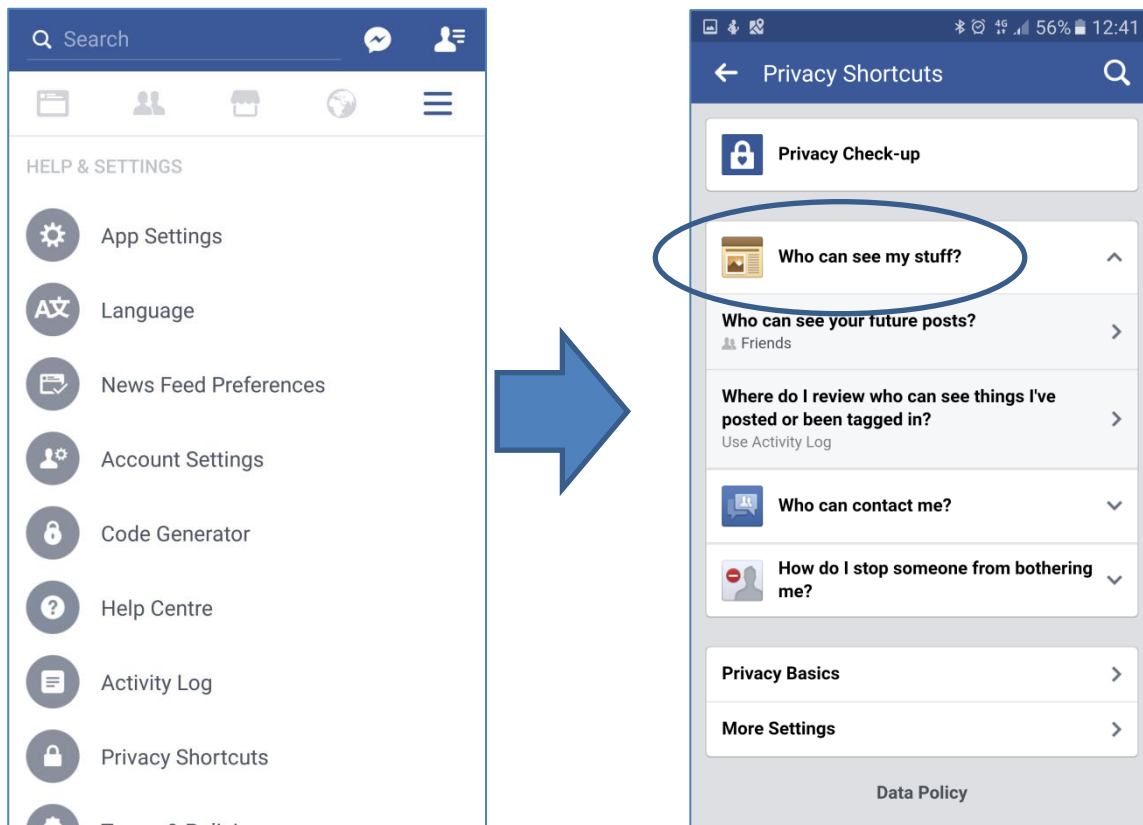 Search
HELP & SETTINGS
App Settings
Language
News Feed Preferences
Account Settings
Code Generator
Help Centre
Activity Log
Privacy Shortcuts
4G 56% 12:41
Privacy Shortcuts
Privacy Check-up
Who can see my stuff?
Who can see your future posts?
Friends
Where do I review who can see things I've
posted or been tagged in?
Use Activity Log
Who can contact me?
How do I stop someone from bothering
me?
Privacy Basics
More Settings
Data Policy